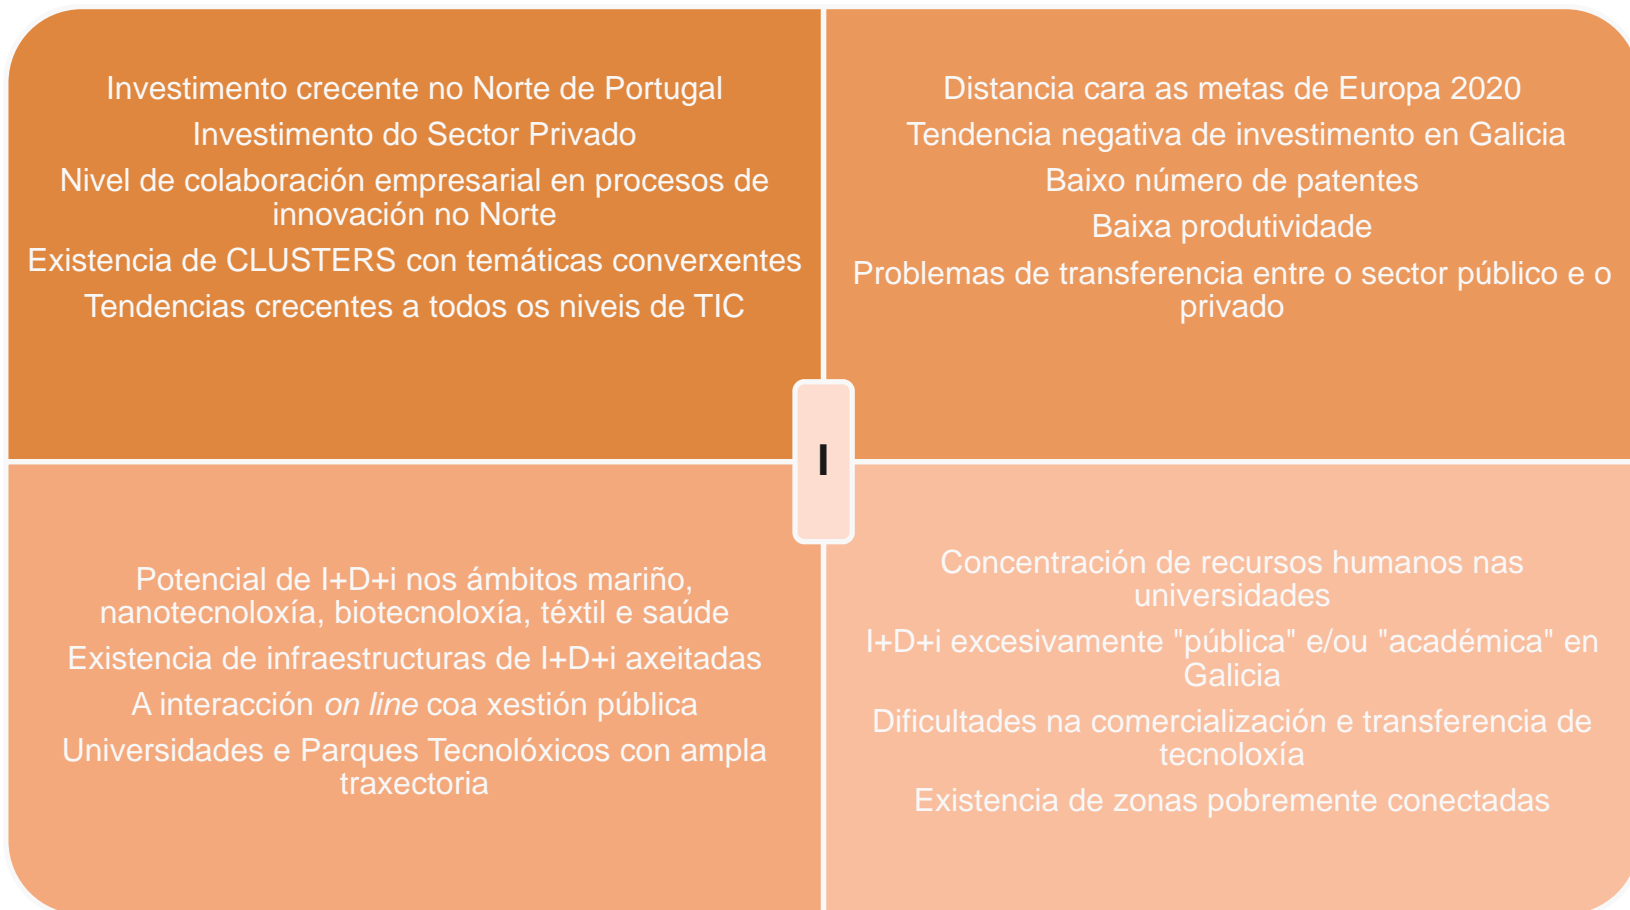 Investimento crecente no Norte de Portugal
Investimento do Sector Privado
Nivel de colaboración empresarial en procesos de
innovación no Norte
Existencia de CLUSTERS con temáticas converxentes
Tendencias crecentes a todos os niveis de TIC
Distancia cara as metas de Europa 2020
Tendencia negativa de investimento en Galicia
Baixo número de patentes
Baixa produtividade
Problemas de transferencia entre o sector público e o
privado
I
Potencial de I+D+i nos ámbitos mariño,
nanotecnoloxía, biotecnoloxía, téxtil e saúde
Existencia de infraestructuras de I+D+i axeitadas
A interacción on line coa xestión pública
Universidades e Parques Tecnolóxicos con ampla
traxectoria
Concentración de recursos humanos nas
universidades
I+D+i excesivamente "pública" e/ou "académica" en
Galicia
Dificultades na comercialización e transferencia de
tecnoloxía
Existencia de zonas pobremente conectadas